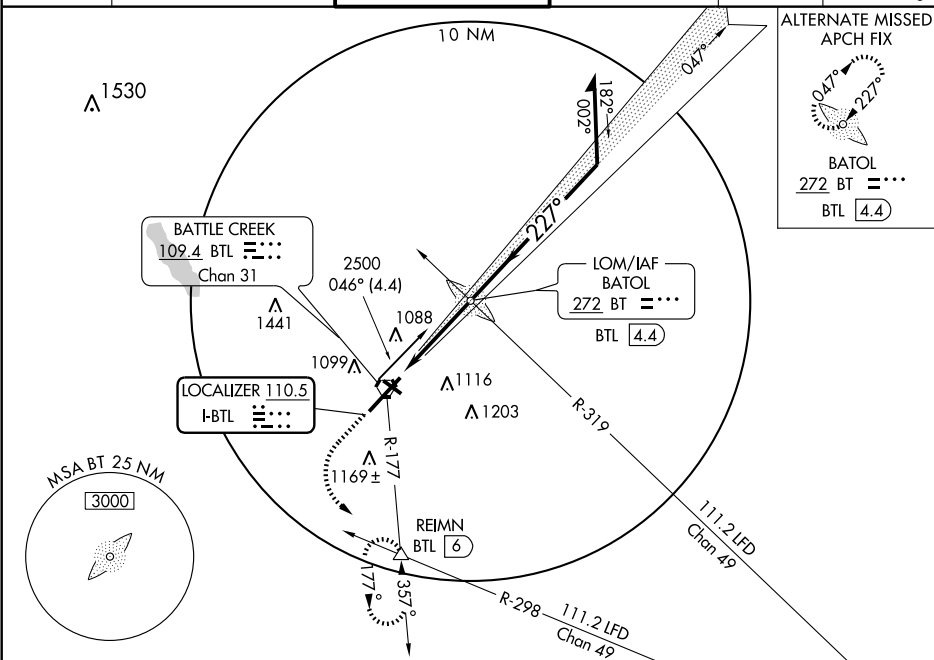 10 NM
ALTERNATE MISSED
APCH FIX
047°
227°
BATOL
272 BT
BTL 4.4
1530
047°
182°
002°
227°
BATTLE CREEK
109.4 BTL
Chan 31
2500
046° (4.4)
LOM/IAF
BATOL
272 BT
BTL 4.4
1441
1088
1099
1116
1203
LOCALIZER 110.5
I-BTL
R-319
R-177
1169±
MSA BT 25 NM
3000
REIMN
BTL 6
177°
357°
R-298
111.2 LFD
Chan 49
111.2 LFD
Chan 49